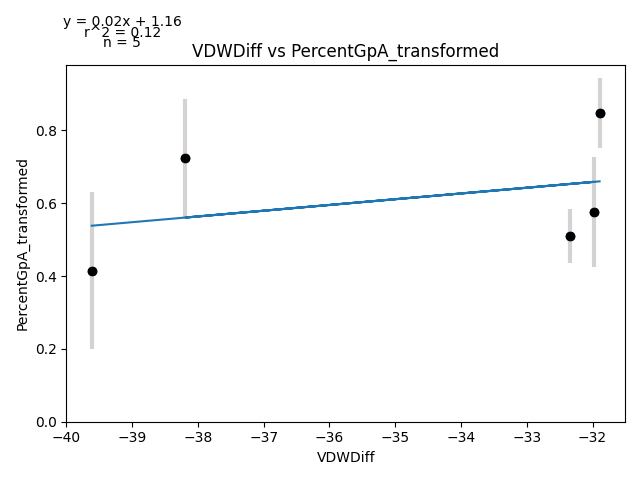 y = 0.02x + 1.16
r^2 = 0.12
n = 5
VDWDiff vs PercentGpA_transformed
PercentGpA_transformed
0.8
0.6
0.4
0.2
0.0
−40 −39 −38 −37 −36 −35 −34 −33 −32
VDWDiff